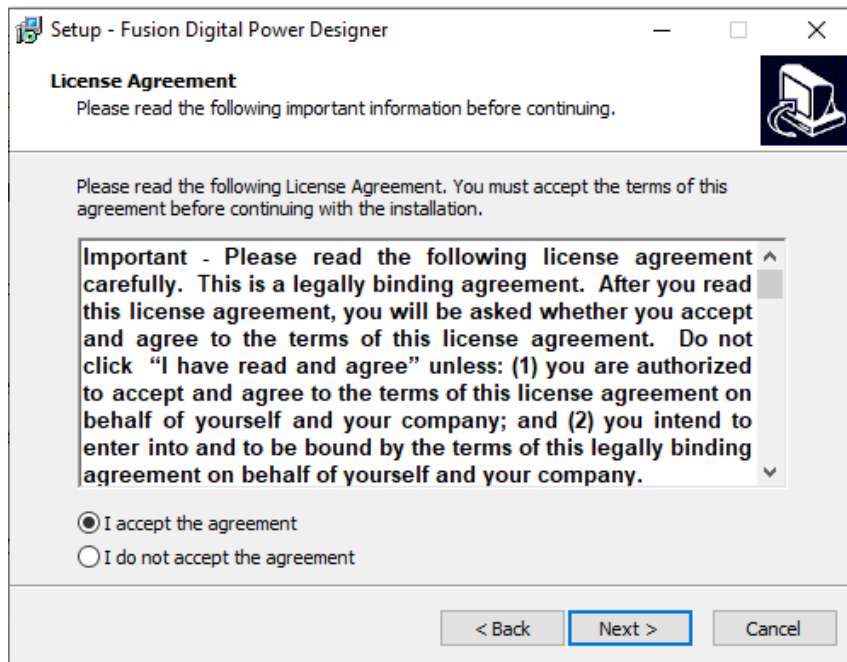 Setup - Fusion Digital Power Designer
License Agreement
Please read the following important information before continuing.
Please read the following License Agreement. You must accept the terms of this
agreement before continuing with the installation.
Important - Please read the following license agreement
carefully.  This is a legally binding agreement.  After you read
this license agreement, you will be asked whether you accept
and agree to the terms of this license agreement.  Do not
click “I have read and agree” unless: (1) you are authorized
to accept and agree to the terms of this license agreement on
behalf of yourself and your company; and (2) you intend to
enter into and to be bound by the terms of this legally binding
agreement on behalf of yourself and your company.
I accept the agreement
I do not accept the agreement
< Back Next > Cancel